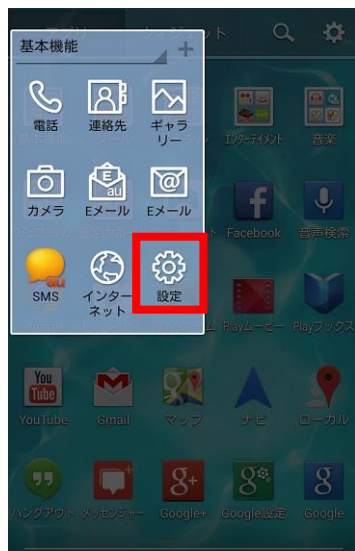 基本機能
電話
連絡先
ギャラ
リー
エンターテイメント
音楽
カメラ
Eメール
Eメール
Facebook
音声検索
SMS
インター
ネット
設定
Playムービー
Playブックス
YouTube
Gmail
マップ
ナビ
ローカル
ハングアウト
メッセンジャー
Google+
Google設定
Google